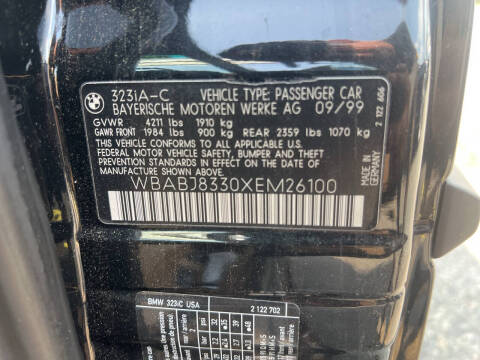 323iA-C VEHICLE TYPE: PASSENGER CAR
BAYERISCHE MOTOREN WERKE AG 09/99
GVWR 4211 lbs 1910 kg
GAWR FRONT 1984 lbs 900 kg REAR 2359 lbs 1070 kg
THIS VEHICLE CONFORMS TO ALL APPLICABLE
FEDERAL MOTOR VEHICLE SAFETY, BUMPER AND THEFT
PREVENTION STANDARDS IN EFFECT ON THE DATE OF
MANUFACTURE SHOWN ABOVE.
WBABJ8330XEM26100
MADE IN
GERMANY
2 122 606
BMW 323iC USA 2 122 702